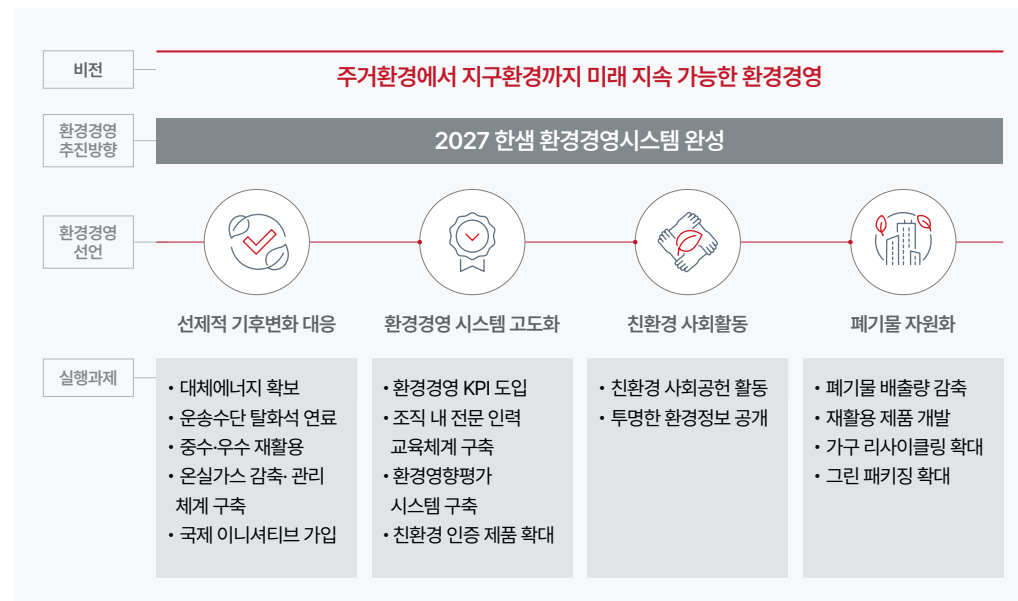 비전
주거환경에서 지구환경까지 미래 지속 가능한 환경경영
환경경영
추진방향
2027 한샘 환경경영시스템 완성
환경경영
선언
선제적 기후변화 대응
환경경영 시스템 고도화
친환경 사회활동
폐기물 자원화
실행과제
• 대체에너지 확보
• 운송수단 탈화석 연료
• 중수·우수 재활용
• 온실가스 감축· 관리
체계 구축
• 국제 이니셔티브 가입
• 환경경영 KPI 도입
• 조직 내 전문 인력
교육체계 구축
• 환경영향평가
시스템 구축
• 친환경 인증 제품 확대
• 친환경 사회공헌 활동
• 투명한 환경정보 공개
• 폐기물 배출량 감축
• 재활용 제품 개발
• 가구 리사이클링 확대
• 그린 패키징 확대